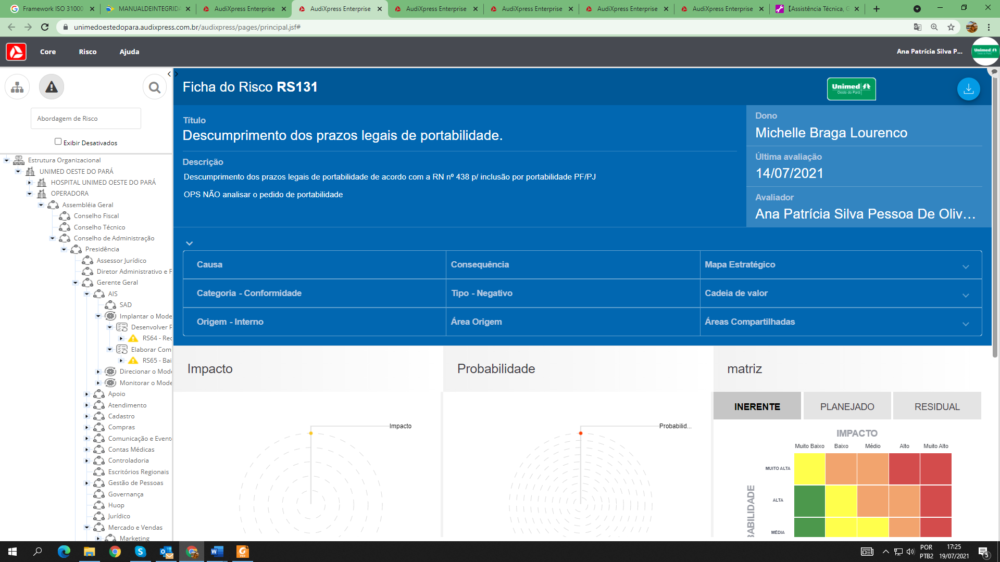 Framework ISO 31000
MANUALDEINTEGRIDA
AudiXpress Enterprise
AudiXpress Enterprise
AudiXpress Enterprise
AudiXpress Enterprise
AudiXpress Enterprise
AudiXpress Enterprise
[Assistência Técnica, G
unimedoestedopara.audixpress.com.br/audixpress/pages/principal.jsf#
Core
Risco
Ajuda
Ana Patrícia Silva P...
Unimed
Abordagem de Risco
Exibir Desativados
Estrutura Organizacional
UNIMED OESTE DO PARÁ
HOSPITAL UNIMED OESTE DO PARÁ
OPERADORA
Assembléia Geral
Conselho Fiscal
Conselho Técnico
Conselho de Administração
Presidência
Assessor Jurídico
Diretor Administrativo e F
Gerente Geral
AIS
SAD
Implantar o Mode
Desenvolver P
RS64 - Rec
Elaborar Com
RS65 - Bai
Direcionar o Mode
Monitorar o Mode
Apoio
Atendimento
Cadastro
Compras
Comunicação e Evento
Contas Médicas
Controladoria
Escritórios Regionais
Gestão de Pessoas
Governança
Huop
Jurídico
Mercado e Vendas
Marketing
Ficha do Risco RS131
Unimed
Oeste do Pará
Título
Descumprimento dos prazos legais de portabilidade.
Descrição
Descumprimento dos prazos legais de portabilidade de acordo com a RN nº 438 p/ inclusão por portabilidade PF/PJ
OPS NÃO analisar o pedido de portabilidade
Dono
Michelle Braga Lourenco
Última avaliação
14/07/2021
Avaliador
Ana Patrícia Silva Pessoa De Oliv...
Causa
Consequência
Mapa Estratégico
Categoria - Conformidade
Tipo - Negativo
Cadeia de valor
Origem - Interno
Área Origem
Áreas Compartilhadas
Impacto
Probabilidade
matriz
Impacto
Probabilid...
INERENTE
PLANEJADO
RESIDUAL
IMPACTO
Muito Baixo
Baixo
Médio
Alto
Muito Alto
MUITO ALTA
ALTA
MÉDIA
BABILIDADE
POR
PTB2
17:25
19/07/2021
5